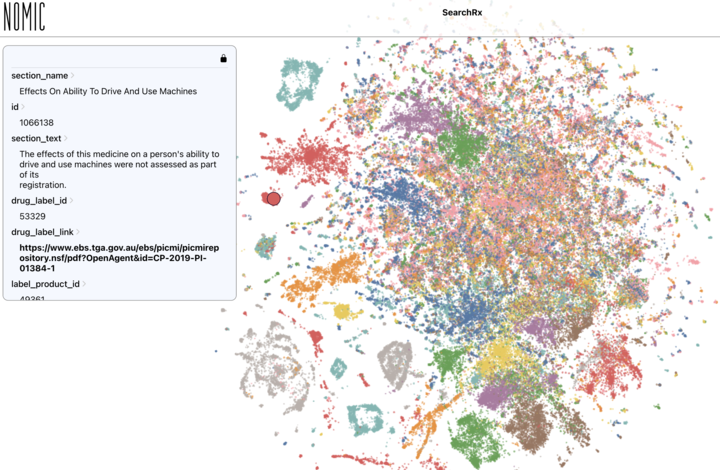 NOMIC
SearchRx
section_name
Effects On Ability To Drive And Use Machines
id
1066138
section_text
The effects of this medicine on a person's ability to
drive and use machines were not assessed as part
of its
registration.
drug_label_id
53329
drug_label_link
https://www.ebs.tga.gov.au/ebs/picmi/picmirep
ository.nsf/pdf?OpenAgent&id=CP-2019-PI-
01384-1
label_product_id
49361